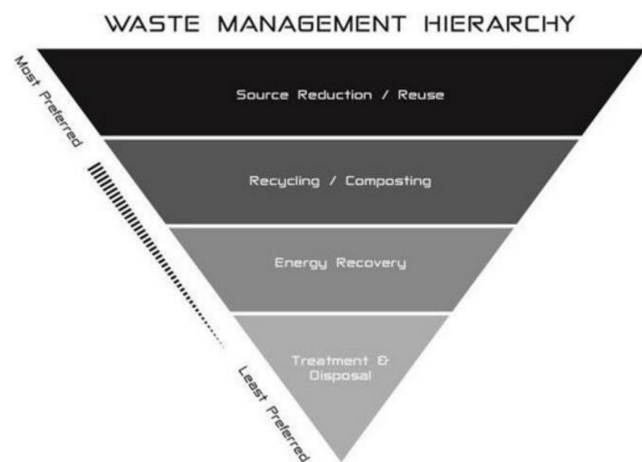 WASTE MANAGEMENT HIERARCHY
Most Preferred
Source Reduction / Reuse
Recycling / Composting
Energy Recovery
Treatment &
Disposal
Least Preferred